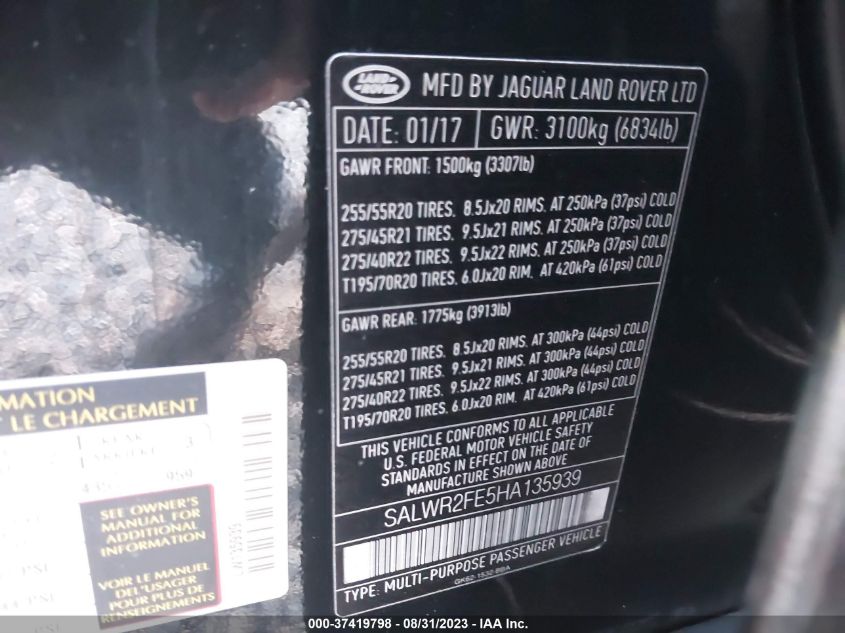 LAND
ROVER
MFD BY JAGUAR LAND ROVER LTD
DATE: 01/17
GWR: 3100kg (6834lb)
GAWR FRONT: 1500kg (3307lb)
255/55R20 TIRES. 8.5Jx20 RIMS. AT 250kPa (37psi) COLD
275/45R21 TIRES. 9.5Jx21 RIMS. AT 250kPa (37psi) COLD
275/40R22 TIRES. 9.5Jx22 RIMS. AT 250kPa (37psi) COLD
T195/70R20 TIRES. 6.0Jx20 RIM. AT 420kPa (61psi) COLD
GAWR REAR: 1775kg (3913lb)
255/55R20 TIRES. 8.5Jx20 RIMS. AT 300kPa (44psi) COLD
275/45R21 TIRES. 9.5Jx21 RIMS. AT 300kPa (44psi) COLD
275/40R22 TIRES. 9.5Jx22 RIMS. AT 300kPa (44psi) COLD
T195/70R20 TIRES. 6.0Jx20 RIM. AT 420kPa (61psi) COLD
THIS VEHICLE CONFORMS TO ALL APPLICABLE
U.S. FEDERAL MOTOR VEHICLE SAFETY
STANDARDS IN EFFECT ON THE DATE OF
MANUFACTURE SHOWN ABOVE
SALWR2FE5HA135939
TYPE: MULTI-PURPOSE PASSENGER VEHICLE
GK62-1532-BBA
MATION
LE CHARGEMENT
3
959
SEE OWNER'S
MANUAL FOR
ADDITIONAL
INFORMATION
VOIR LE MANUEL
DE L'USAGER
POUR PLUS DE
RENSEIGNEMENTS
PSI
000-37419798 - 08/31/2023 - IAA Inc.